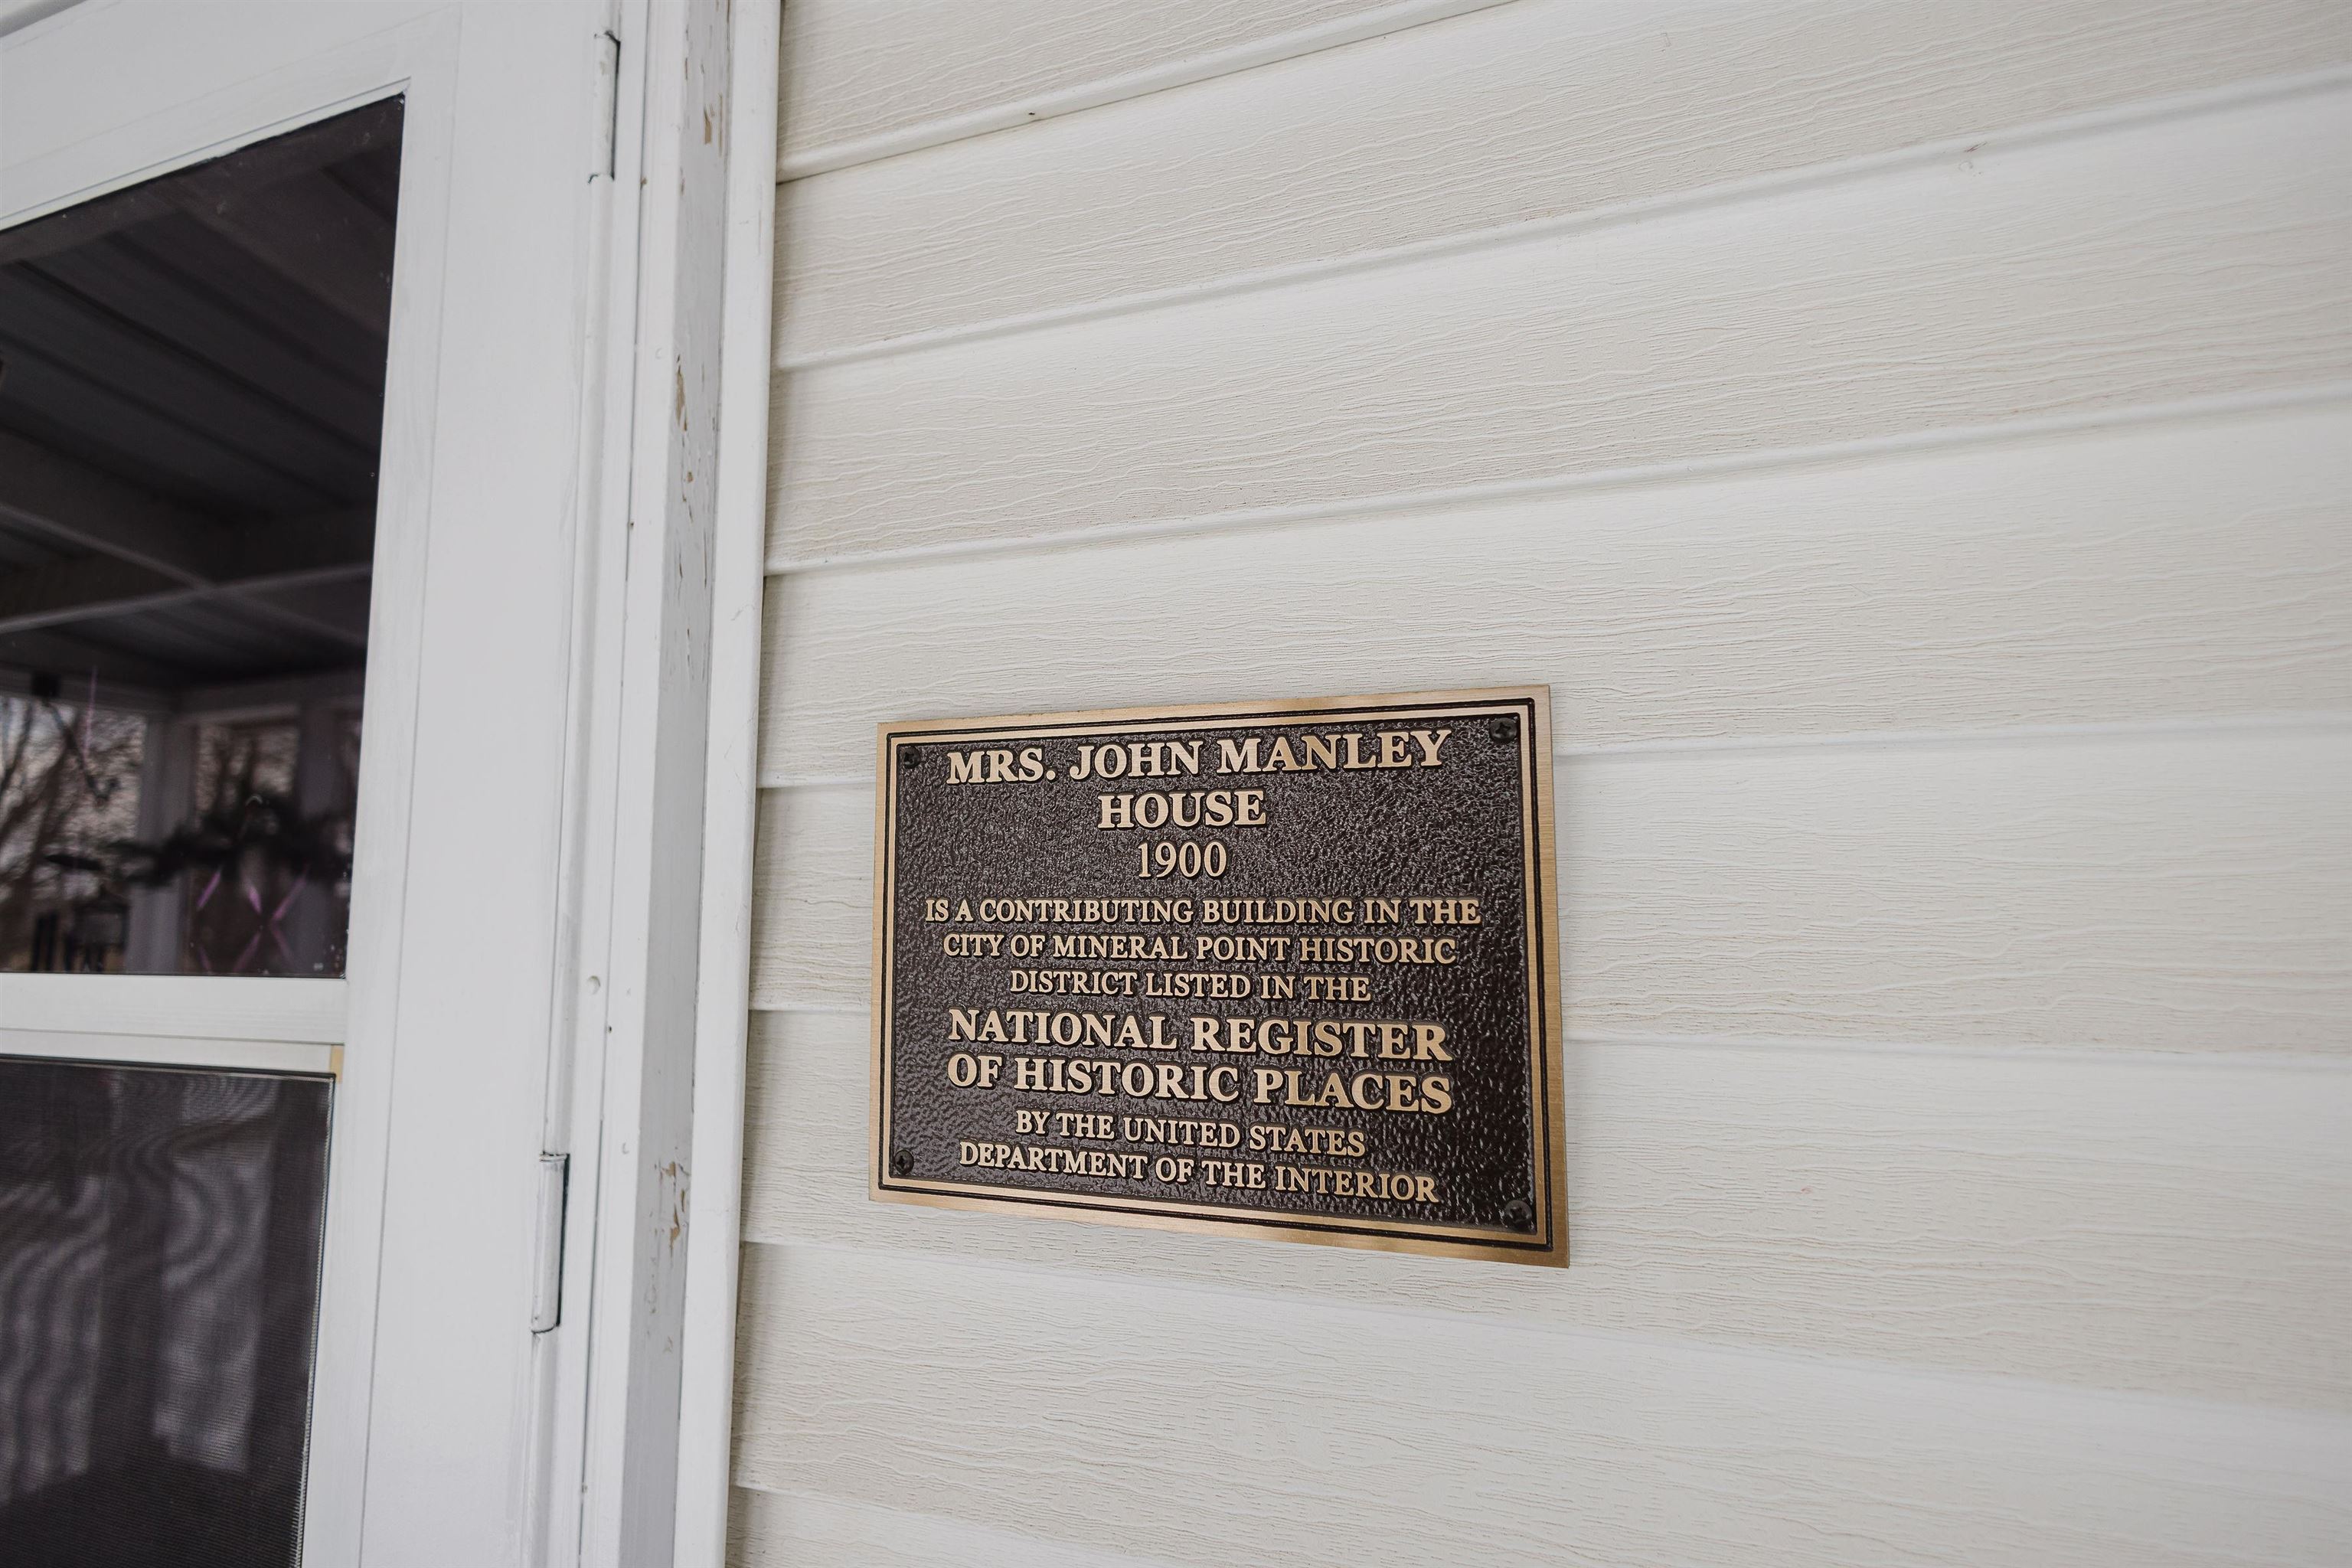 MRS. JOHN MANLEY
HOUSE
1900
IS A CONTRIBUTING BUILDING IN THE
CITY OF MINERAL POINT HISTORIC
DISTRICT LISTED IN THE
NATIONAL REGISTER
OF HISTORIC PLACES
BY THE UNITED STATES
DEPARTMENT OF THE INTERIOR